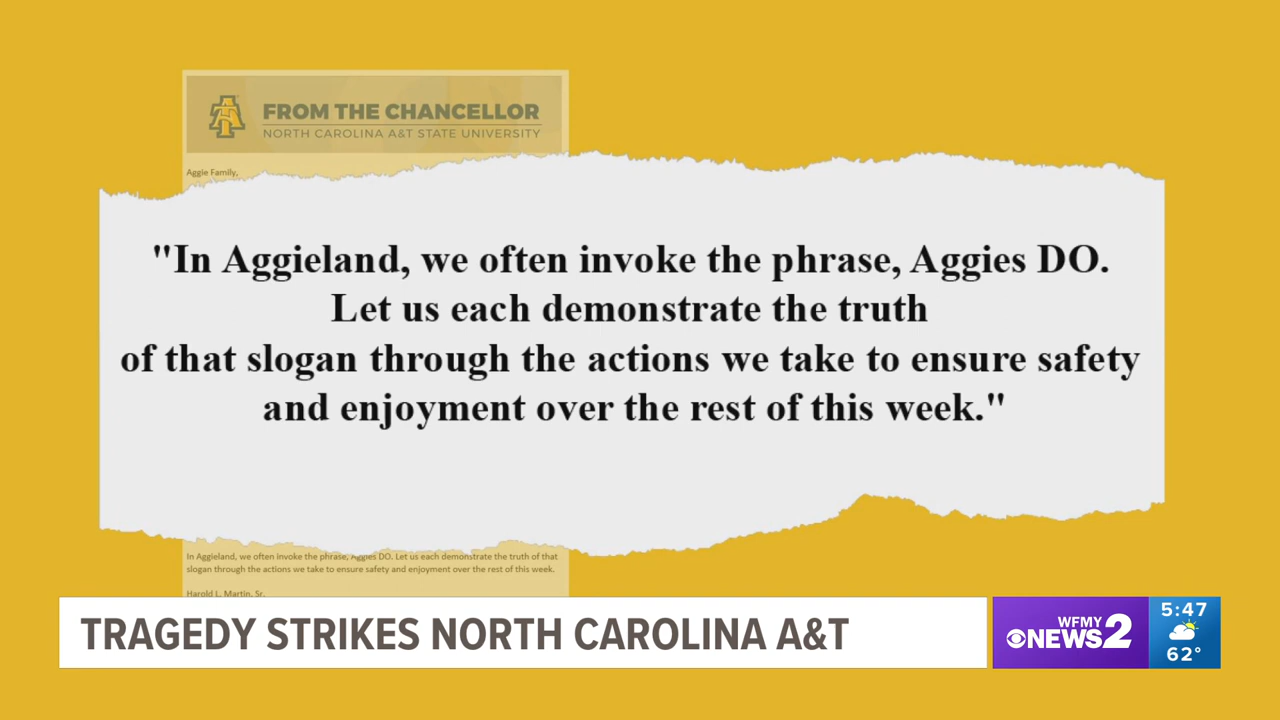 FROM THE CHANCELLOR
NORTH CAROLINA A&T STATE UNIVERSITY
Aggie Family,
"In Aggieland, we often invoke the phrase, Aggies DO.
Let us each demonstrate the truth
of that slogan through the actions we take to ensure safety
and enjoyment over the rest of this week."
In Aggieland, we often invoke the phrase, Aggies DO. Let us each demonstrate the truth of that
slogan through the actions we take to ensure safety and enjoyment over the rest of this week.
Harold L. Martin, Sr.
TRAGEDY STRIKES NORTH CAROLINA A&T
WFMY
NEWS 2
5:47
62°